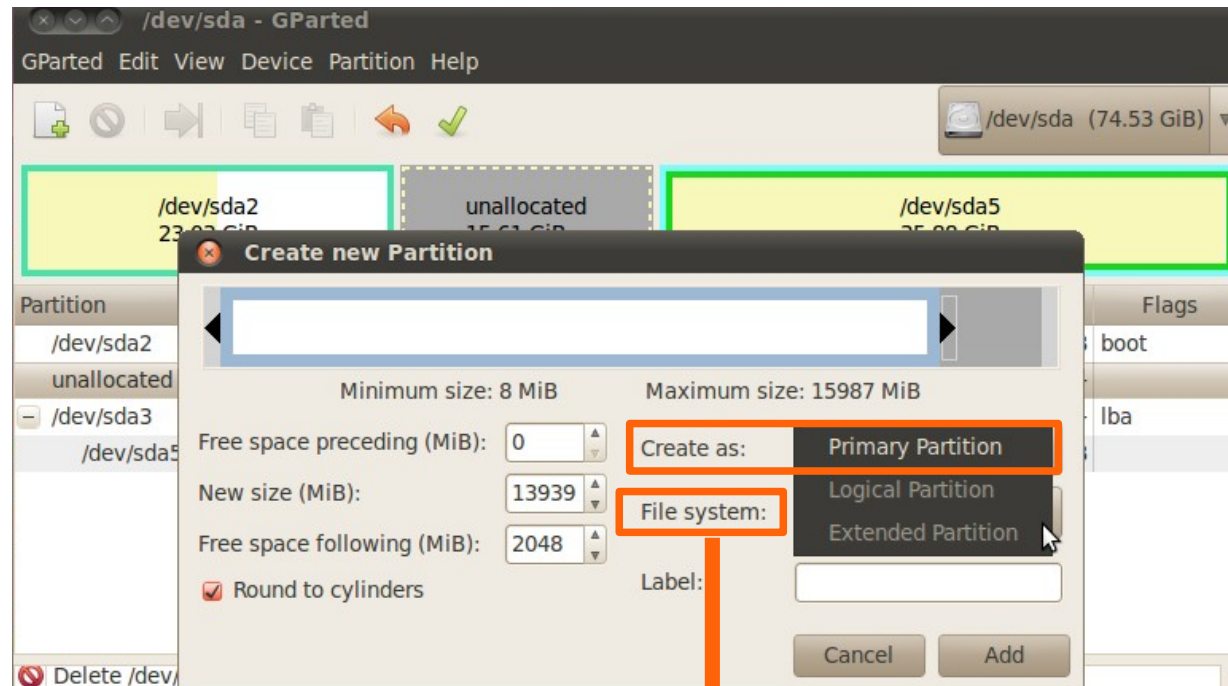 /dev/sda - GParted
GParted Edit View Device Partition Help
/dev/sda (74.53 GiB)
/dev/sda2
unallocated
/dev/sda5
Create new Partition
Partition
Flags
/dev/sda2
boot
unallocated
/dev/sda3
lba
/dev/sda5
Minimum size: 8 MiB
Maximum size: 15987 MiB
Free space preceding (MiB): 0
Create as: Primary Partition
New size (MiB): 13939
Logical Partition
File system:
Extended Partition
Free space following (MiB): 2048
Label:
Round to cylinders
Cancel
Add
Delete /dev/